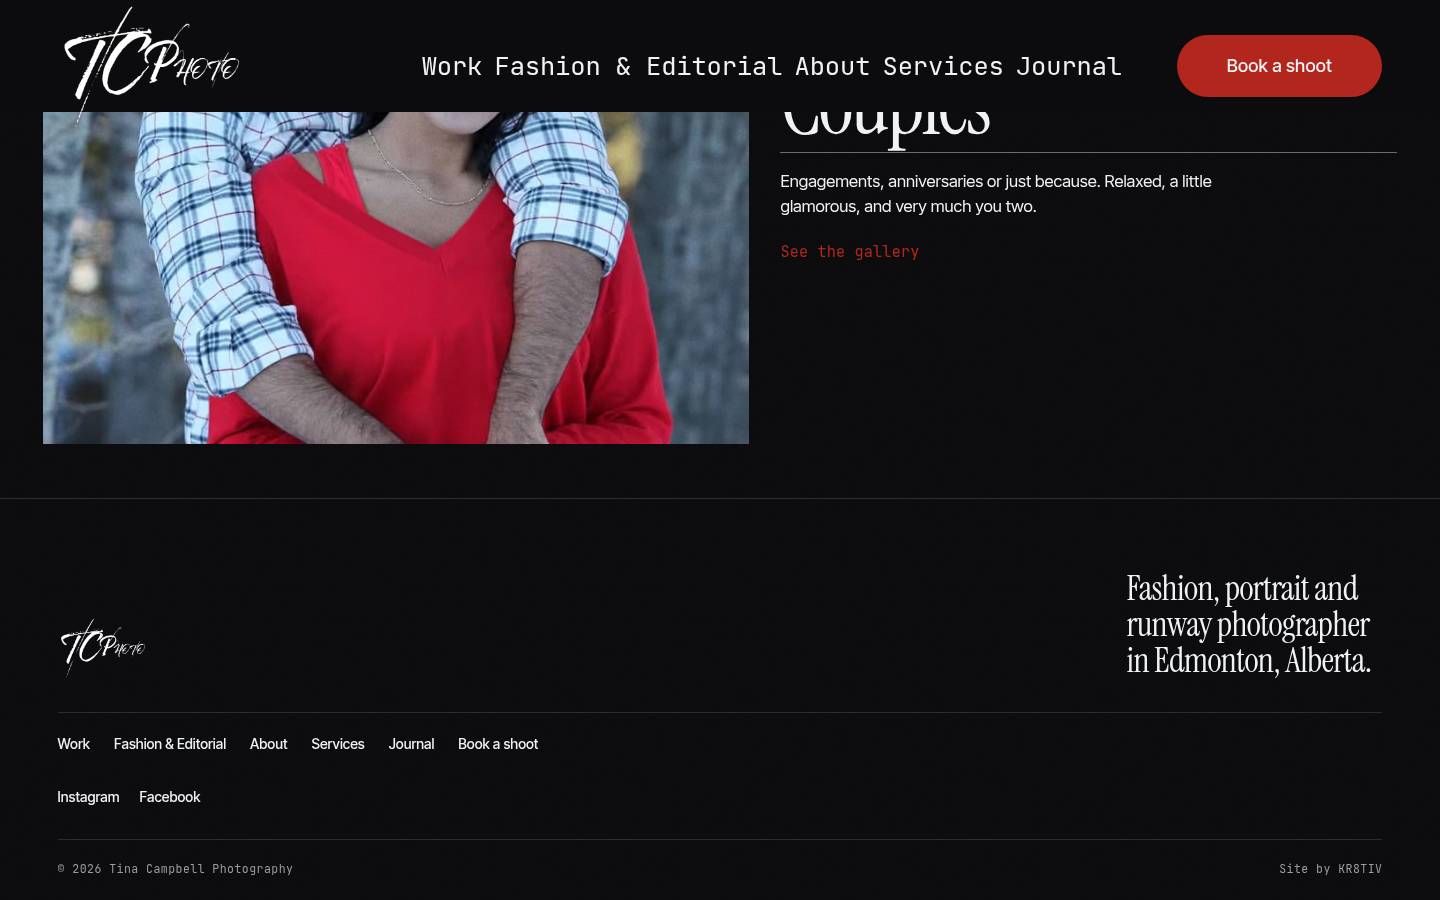 TCPHOTO
Work Fashion & Editorial About Services Journal
Book a shoot
Couples
Engagements, anniversaries or just because. Relaxed, a little
glamorous, and very much you two.
See the gallery
TCPHOTO
Fashion, portrait and
runway photographer
in Edmonton, Alberta.
Work Fashion & Editorial About Services Journal Book a shoot
Instagram Facebook
© 2026 Tina Campbell Photography
Site by KR8TIV